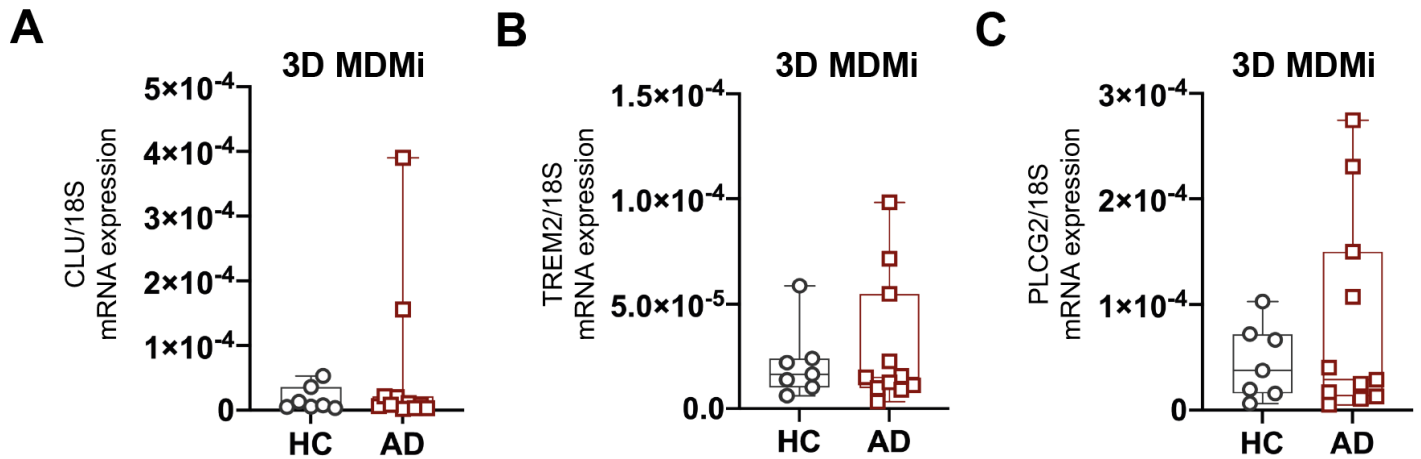 A
3D MDMi
CLU/18S
mRNA expression
5×10⁻⁴
4×10⁻⁴
3×10⁻⁴
2×10⁻⁴
1×10⁻⁴
0
HC
AD
B
3D MDMi
TREM2/18S
mRNA expression
1.5×10⁻⁴
1.0×10⁻⁴
5.0×10⁻⁵
0.0
HC
AD
C
3D MDMi
PLCG2/18S
mRNA expression
3×10⁻⁴
2×10⁻⁴
1×10⁻⁴
0
HC
AD